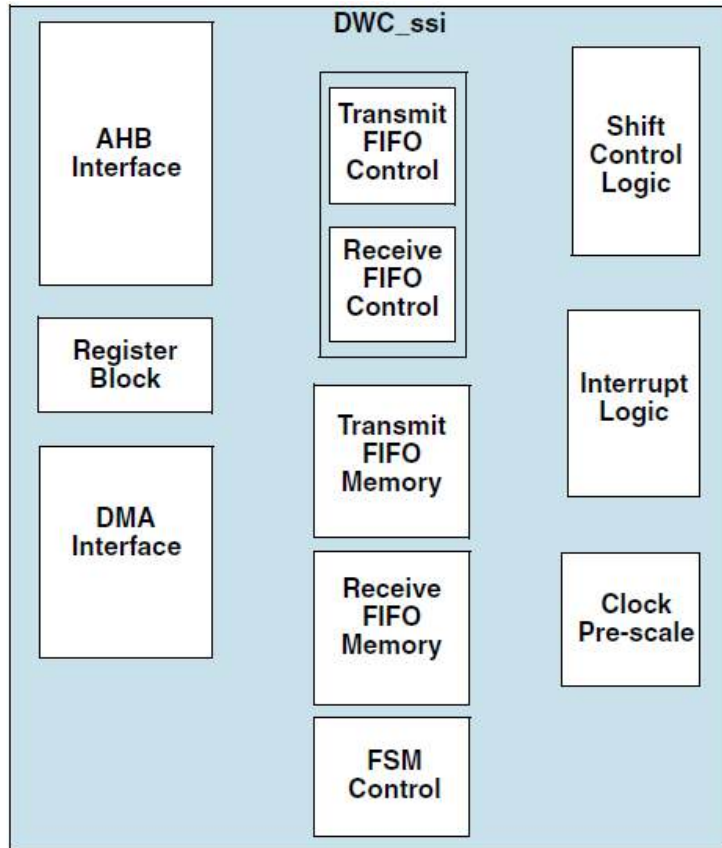 DWC_ssi
AHB
Interface
Register
Block
DMA
Interface
Transmit
FIFO
Control
Receive
FIFO
Control
Transmit
FIFO
Memory
Receive
FIFO
Memory
FSM
Control
Shift
Control
Logic
Interrupt
Logic
Clock
Pre-scale